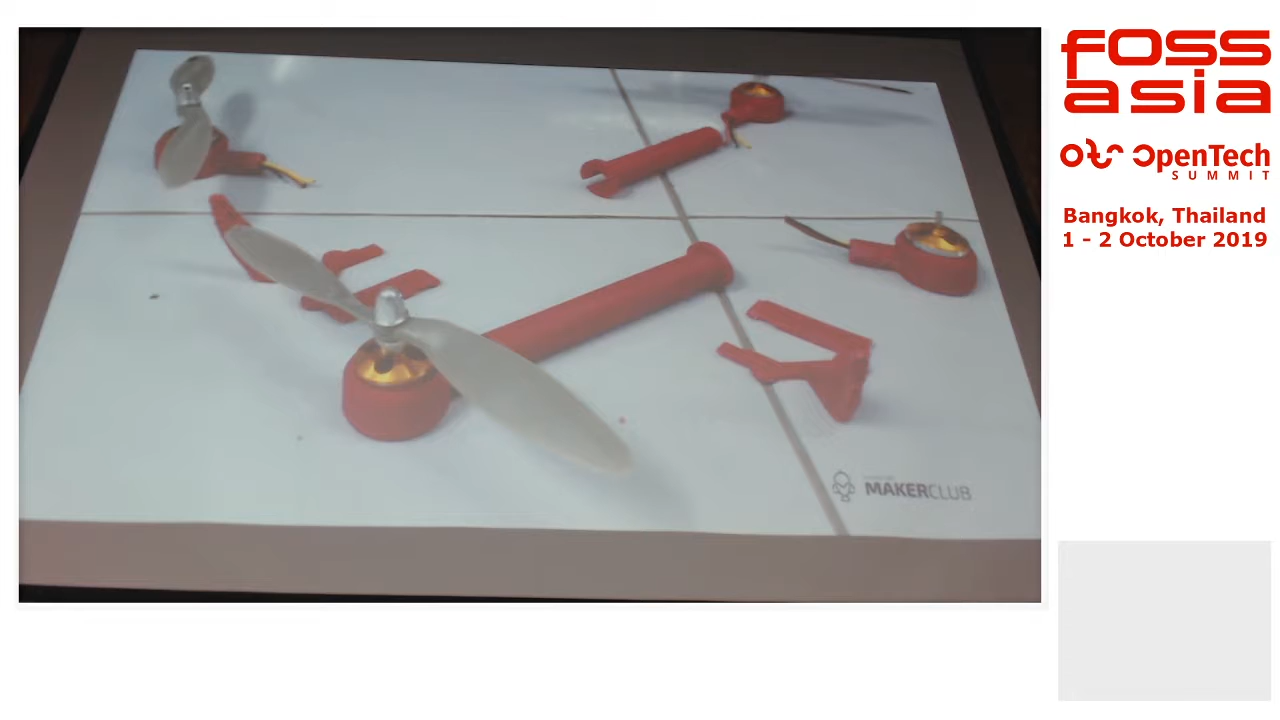 fOSS
asia
OpenTech
SUMMIT
Bangkok, Thailand
1 - 2 October 2019
MAKERCLUB